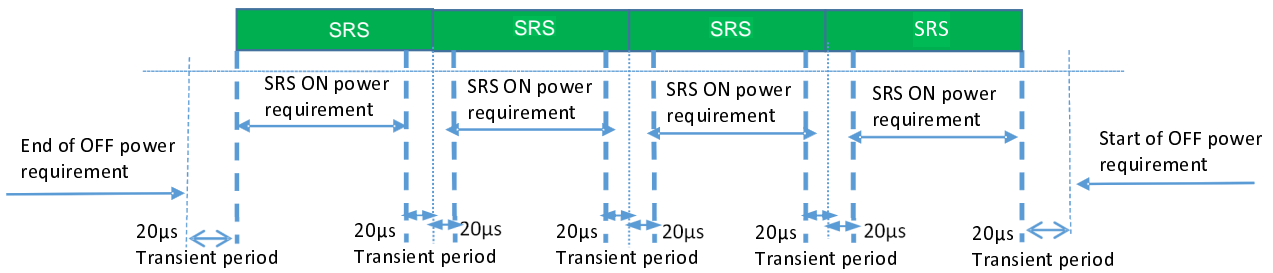 SRS SRS SRS SRS
SRS ON power
requirement
SRS ON power
requirement
SRS ON power
requirement
SRS ON power
requirement
End of OFF power
requirement
Start of OFF power
requirement
20µs
Transient period
20µs 20µs
Transient period
20µs 20µs
Transient period
20µs 20µs
Transient period
20µs
Transient period